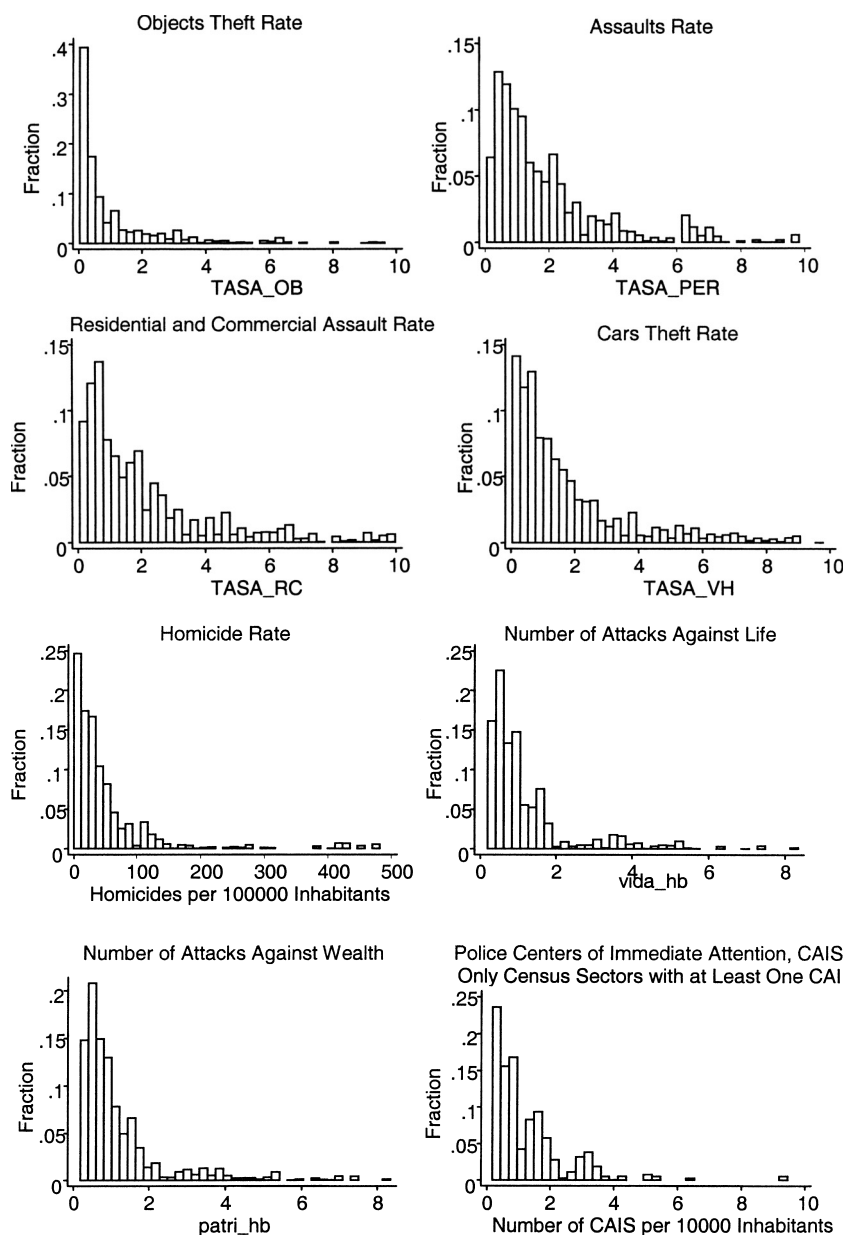 Objects Theft Rate
.4
.3
.2
.1
0
Fraction
0 2 4 6 8 10
TASA_OB
Assaults Rate
.15
.1
.05
0
Fraction
0 2 4 6 8 10
TASA_PER
Residential and Commercial Assault Rate
.15
.1
.05
0
Fraction
0 2 4 6 8 10
TASA_RC
Cars Theft Rate
.15
.1
.05
0
Fraction
0 2 4 6 8 10
TASA_VH
Homicide Rate
.25
.2
.15
.1
.05
0
Fraction
0 100 200 300 400 500
Homicides per 100000 Inhabitants
Number of Attacks Against Life
.25
.2
.15
.1
.05
0
Fraction
0 2 4 6 8
vida_hb
Number of Attacks Against Wealth
.2
.15
.1
.05
0
Fraction
0 2 4 6 8
patri_hb
Police Centers of Immediate Attention, CAIS
Only Census Sectors with at Least One CAI
.25
.2
.15
.1
.05
0
Fraction
0 2 4 6 8 10
Number of CAIS per 10000 Inhabitants